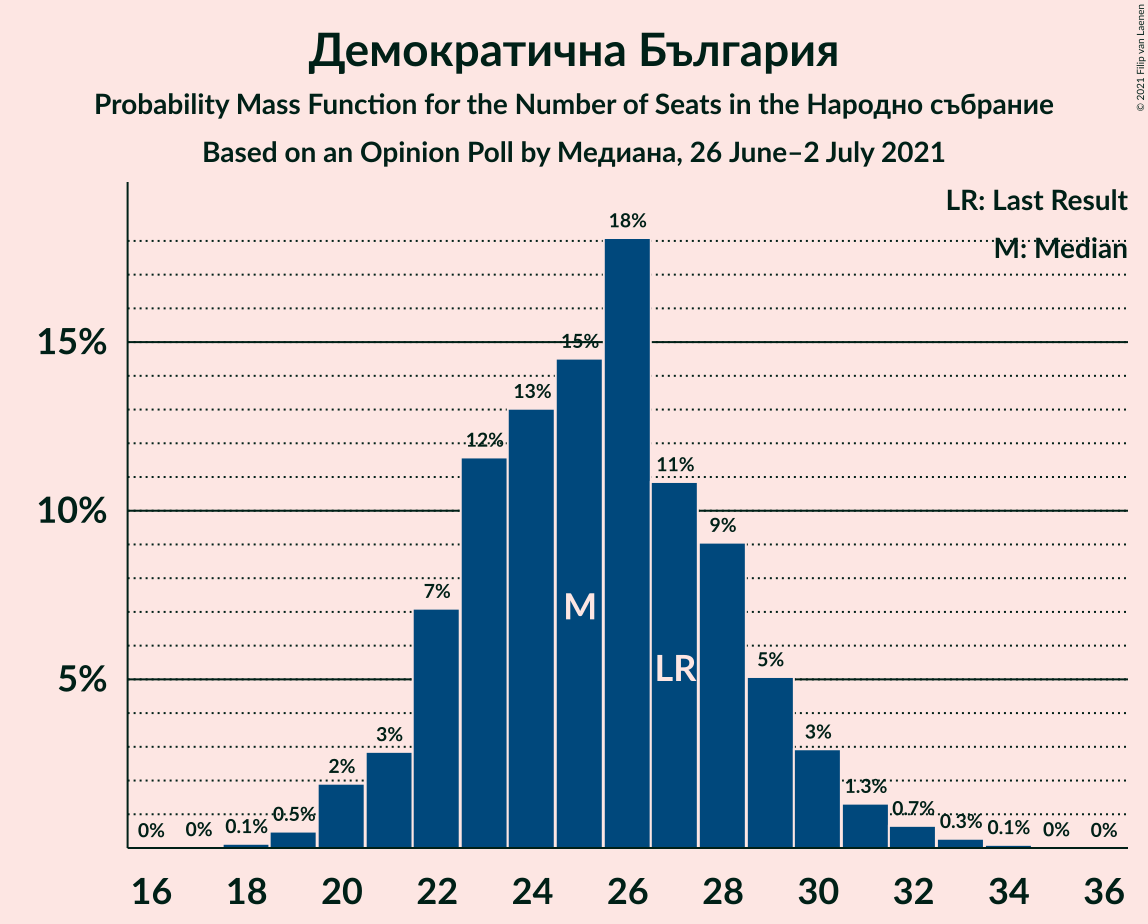 Демократична България
Probability Mass Function for the Number of Seats in the Народно събрание
Based on an Opinion Poll by Медиана, 26 June–2 July 2021
© 2021 Filip van Laenen
LR: Last Result
M: Median
15%
10%
5%
0%
0%
0.1%
0.5%
2%
3%
7%
12%
13%
15%
18%
11%
9%
5%
3%
1.3%
0.7%
0.3%
0.1%
0%
0%
M
LR
16 18 20 22 24 26 28 30 32 34 36